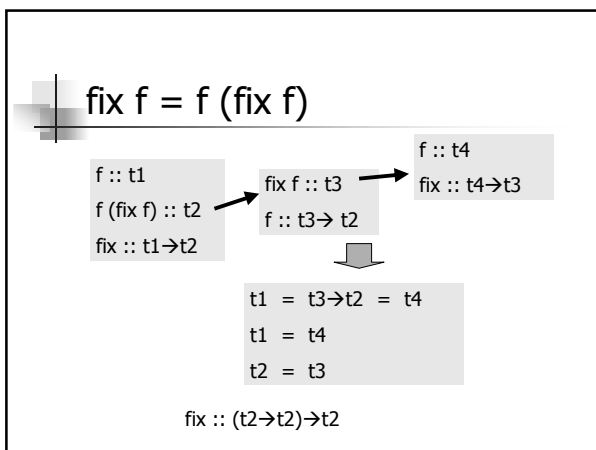 fix f = f (fix f)
f :: t1
f (fix f) :: t2
fix :: t1→t2
fix f :: t3
f :: t3→ t2
f :: t4
fix :: t4→t3
t1 = t3→t2 = t4
t1 = t4
t2 = t3
fix :: (t2→t2)→t2